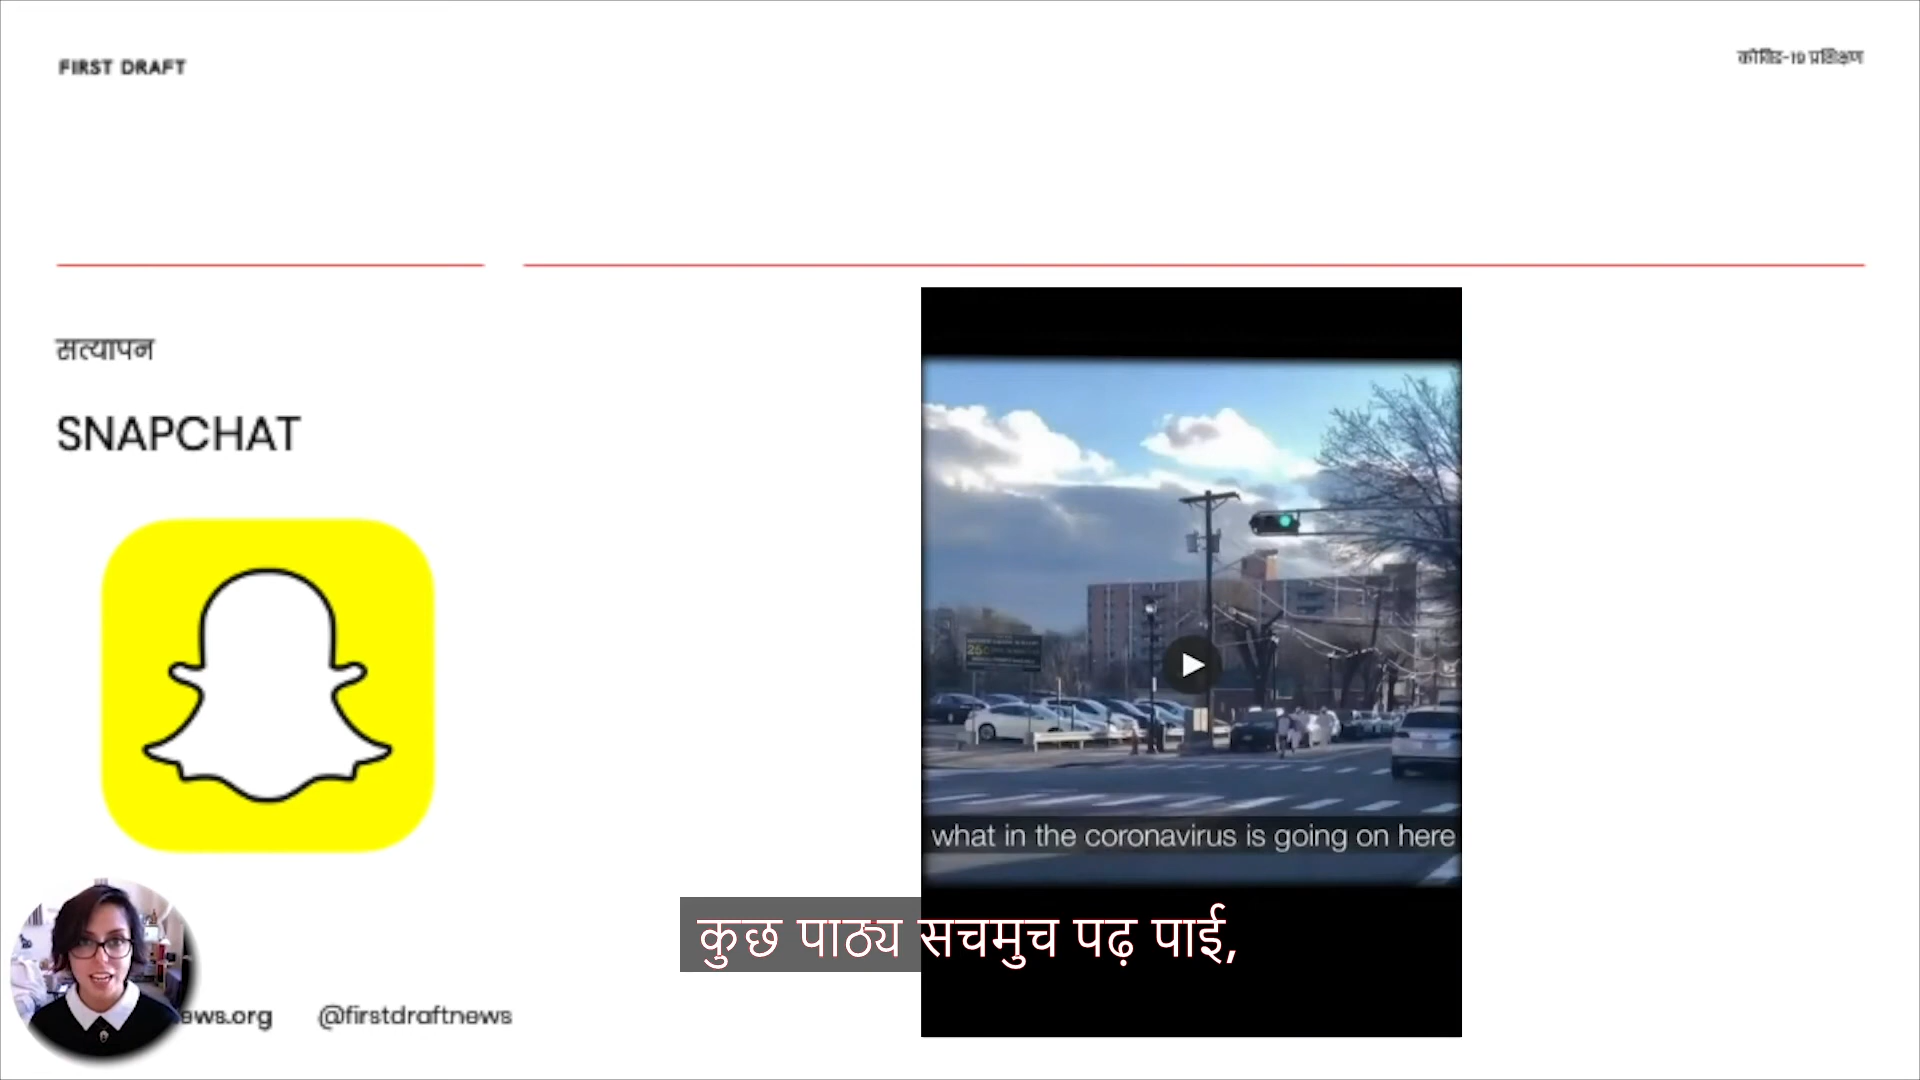 FIRST DRAFT
कोविड-19 प्रशिक्षण
सत्यापन
SNAPCHAT
25¢
what in the coronavirus is going on here
कुछ पाठ्य सचमुच पढ़ पाई,
ews.org
@firstdraftnews